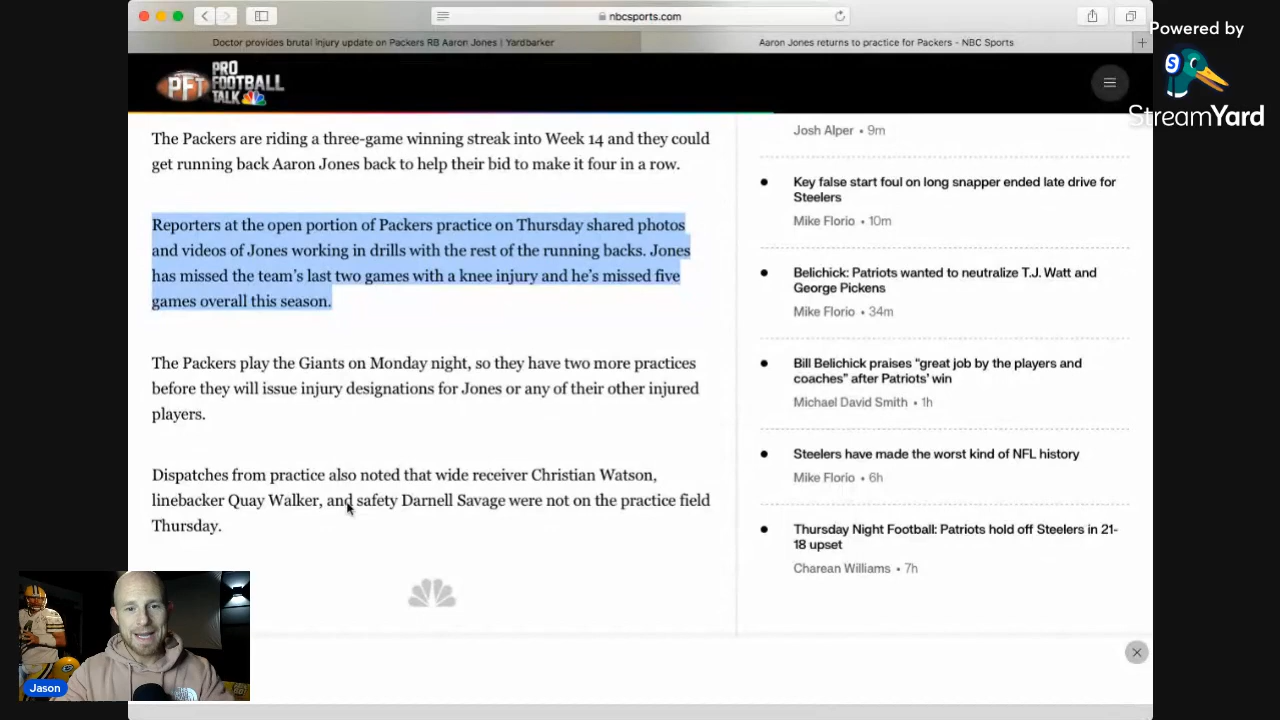 nbcsports.com
Powered by
Doctor provides brutal injury update on Packers RB Aaron Jones | Yardbarker
Aaron Jones returns to practice for Packers - NBC Sports
S
StreamYard
PFT
PRO
FOOTBALL
TALK
The Packers are riding a three-game winning streak into Week 14 and they could
get running back Aaron Jones back to help their bid to make it four in a row.
Reporters at the open portion of Packers practice on Thursday shared photos
and videos of Jones working in drills with the rest of the running backs. Jones
has missed the team's last two games with a knee injury and he's missed five
games overall this season.
The Packers play the Giants on Monday night, so they have two more practices
before they will issue injury designations for Jones or any of their other injured
players.
Dispatches from practice also noted that wide receiver Christian Watson,
linebacker Quay Walker, and safety Darnell Savage were not on the practice field
Thursday.
Josh Alper • 9m
Key false start foul on long snapper ended late drive for
Steelers
Mike Florio • 10m
Belichick: Patriots wanted to neutralize T.J. Watt and
George Pickens
Mike Florio • 34m
Bill Belichick praises “great job by the players and
coaches” after Patriots' win
Michael David Smith • 1h
Steelers have made the worst kind of NFL history
Mike Florio • 6h
Thursday Night Football: Patriots hold off Steelers in 21-
18 upset
Charean Williams • 7h
Jason